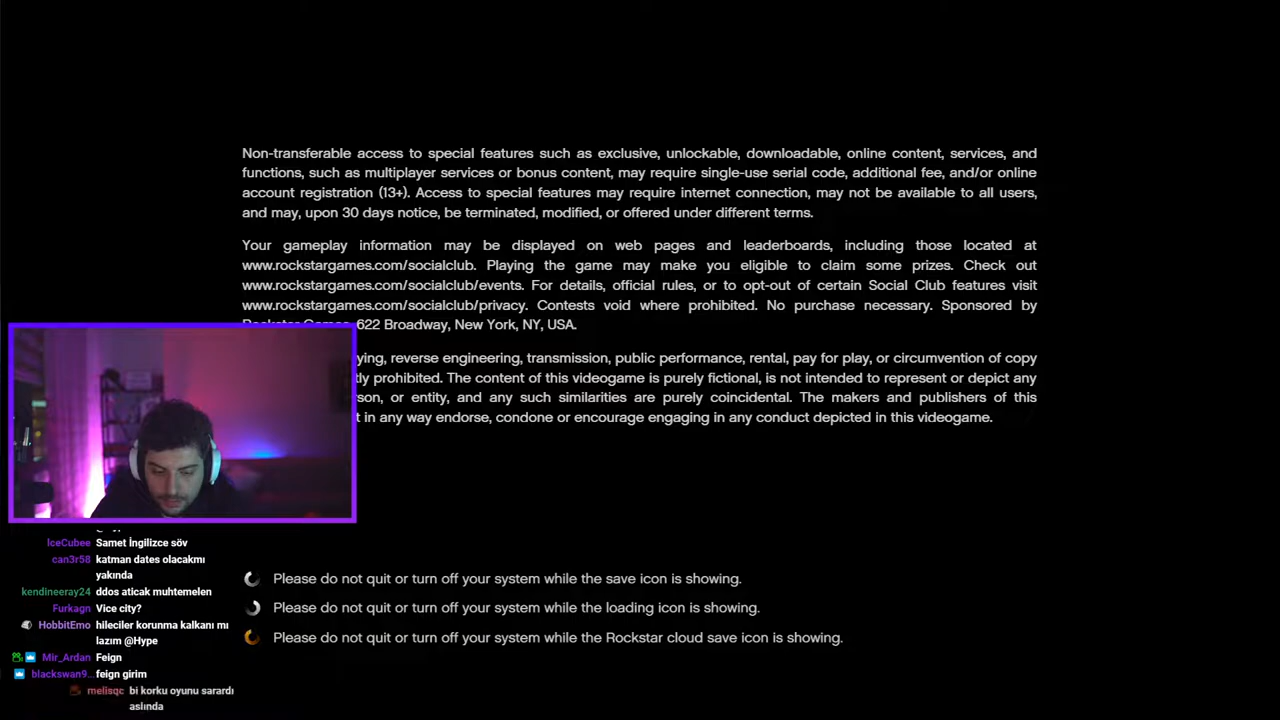 Non-transferable access to special features such as exclusive, unlockable, downloadable, online content, services, and
functions, such as multiplayer services or bonus content, may require single-use serial code, additional fee, and/or online
account registration (13+). Access to special features may require internet connection, may not be available to all users,
and may, upon 30 days notice, be terminated, modified, or offered under different terms.
Your gameplay information may be displayed on web pages and leaderboards, including those located at
www.rockstargames.com/socialclub. Playing the game may make you eligible to claim some prizes. Check out
www.rockstargames.com/socialclub/events. For details, official rules, or to opt-out of certain Social Club features visit
www.rockstargames.com/socialclub/privacy. Contests void where prohibited. No purchase necessary. Sponsored by
622 Broadway, New York, NY, USA.
ying, reverse engineering, transmission, public performance, rental, pay for play, or circumvention of copy
tly prohibited. The content of this videogame is purely fictional, is not intended to represent or depict any
son, or entity, and any such similarities are purely coincidental. The makers and publishers of this
t in any way endorse, condone or encourage engaging in any conduct depicted in this videogame.
IceCubee Samet İngilizce söv
can3r58 katman dates olacakmı
yakında
kendineeray24 ddos aticak muhtemelen
Furkagn Vice city?
HobbitEmo hileciler korunma kalkanı mı
lazım @Hype
Mir_Ardan Feign
blackswan9... feign girim
melisqc bi korku oyunu sarardı
aslında
Please do not quit or turn off your system while the save icon is showing.
Please do not quit or turn off your system while the loading icon is showing.
Please do not quit or turn off your system while the Rockstar cloud save icon is showing.